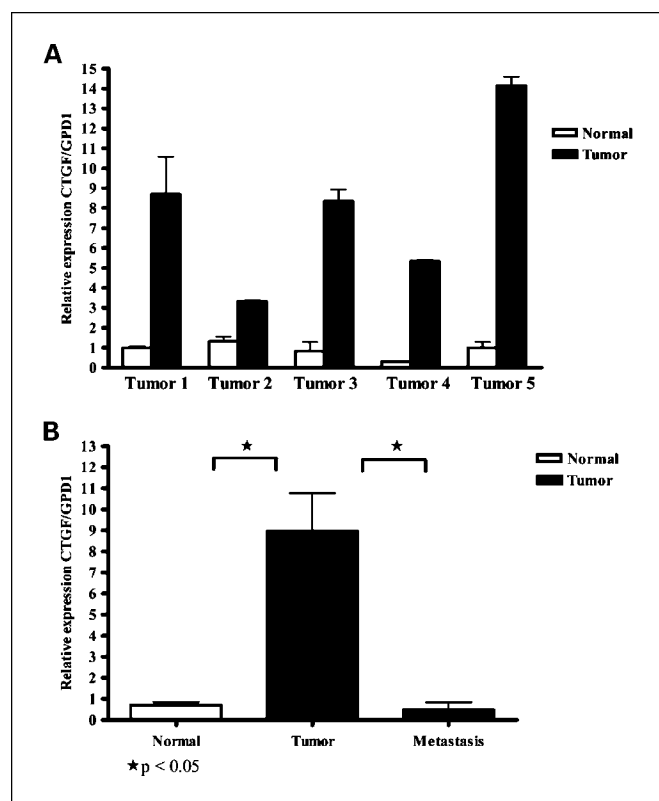 A
Relative expression CTGF/GPD1
15
14
13
12
11
10
9
8
7
6
5
4
3
2
1
0
Normal
Tumor
Tumor 1 Tumor 2 Tumor 3 Tumor 4 Tumor 5
B
Relative expression CTGF/GPD1
13
12
11
10
9
8
7
6
5
4
3
2
1
0
★ ★
Normal
Tumor
Normal Tumor Metastasis
★p < 0.05